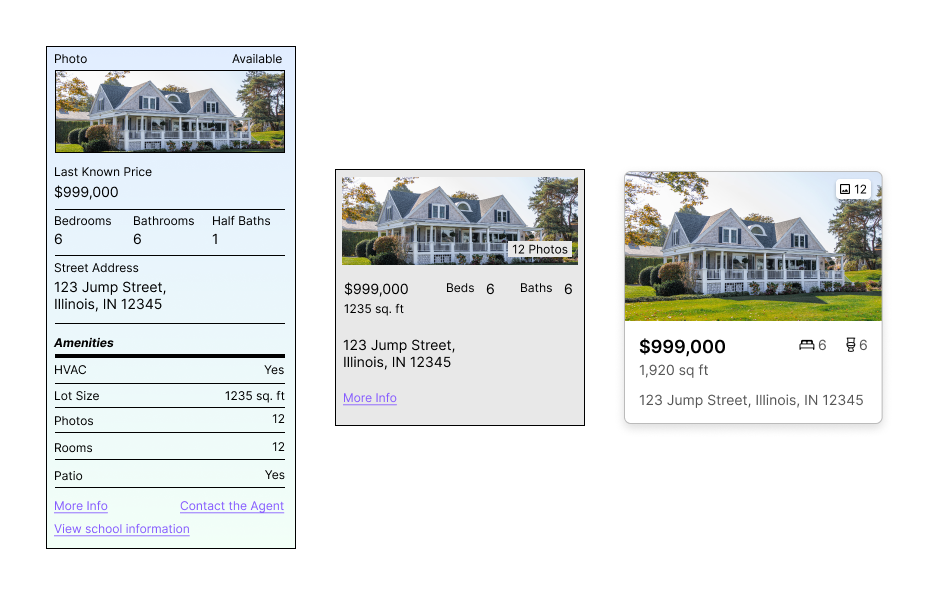 Photo Available
Last Known Price
$999,000
Bedrooms Bathrooms Half Baths
6 6 1
Street Address
123 Jump Street,
Illinois, IN 12345
Amenities
HVAC Yes
Lot Size 1235 sq. ft
Photos 12
Rooms 12
Patio Yes
More Info Contact the Agent
View school information
12 Photos
$999,000 Beds 6 Baths 6
1235 sq. ft
123 Jump Street,
Illinois, IN 12345
More Info
12
$999,000 6 6
1,920 sq ft
123 Jump Street, Illinois, IN 12345